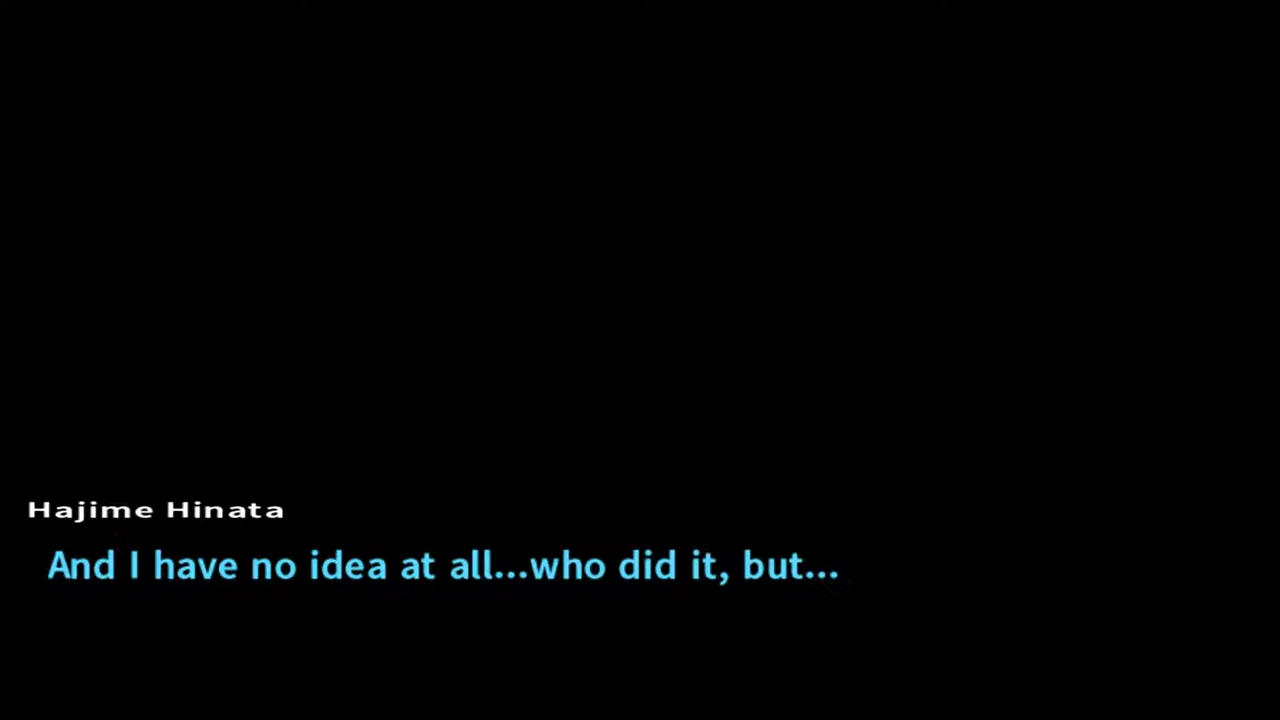 Hajime Hinata
And I have no idea at all...who did it, but...